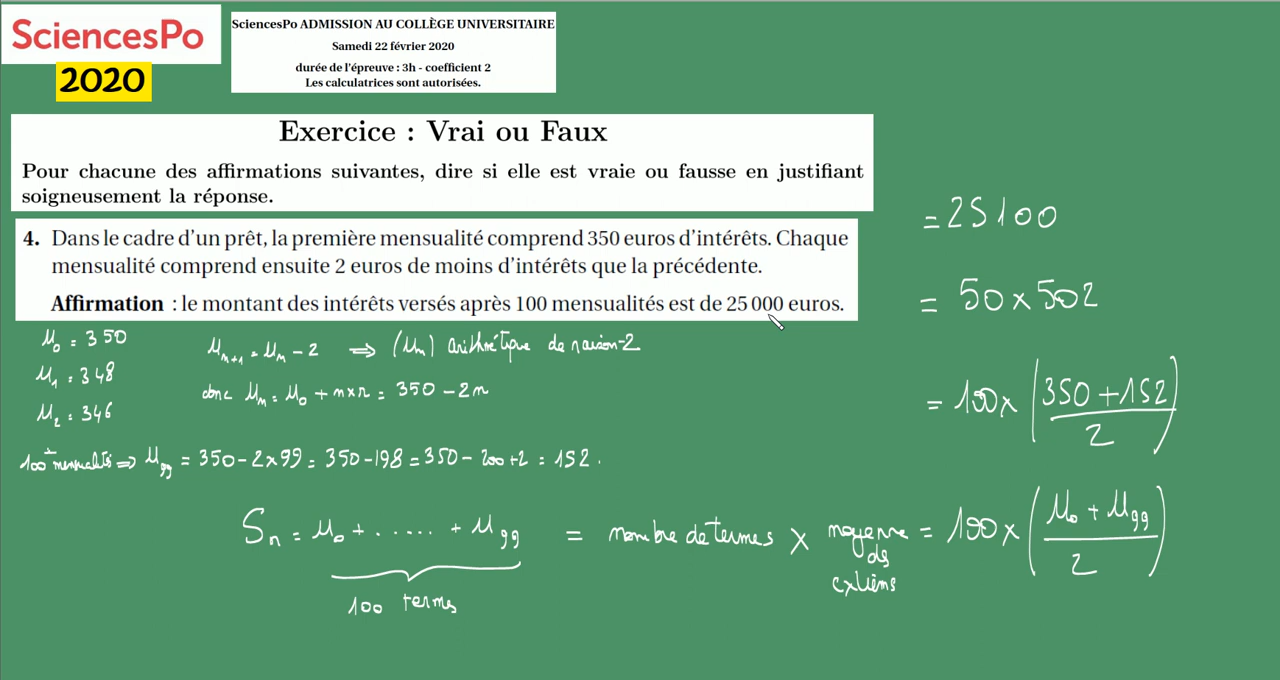 SciencesPo
2020
SciencesPo ADMISSION AU COLLÈGE UNIVERSITAIRE
Samedi 22 février 2020
durée de l'épreuve : 3h - coefficient 2
Les calculatrices sont autorisées.
Exercice : Vrai ou Faux
Pour chacune des affirmations suivantes, dire si elle est vraie ou fausse en justifiant
soigneusement la réponse.
4. Dans le cadre d'un prêt, la première mensualité comprend 350 euros d'intérêts. Chaque
mensualité comprend ensuite 2 euros de moins d'intérêts que la précédente.
Affirmation : le montant des intérêts versés après 100 mensualités est de 25 000 euros.
u₀ = 350
u₁ = 348
u₂ = 346
uₙ₊₁ = uₙ - 2 ⟹ (uₙ) arithmétique de raison -2
donc uₙ = u₀ + n×r = 350 - 2n
100è mensualités ⟹ u₉₉ = 350 - 2×99 = 350 - 198 = 350 - 200 + 2 = 152.
Sₙ = u₀ + ...... + u₉₉ = nombre de termes × moyenne des extrêms = 100 × ((u₀ + u₉₉)/2)
100 termes
= 100 × ((350 + 152)/2)
= 50 × 502
= 25100